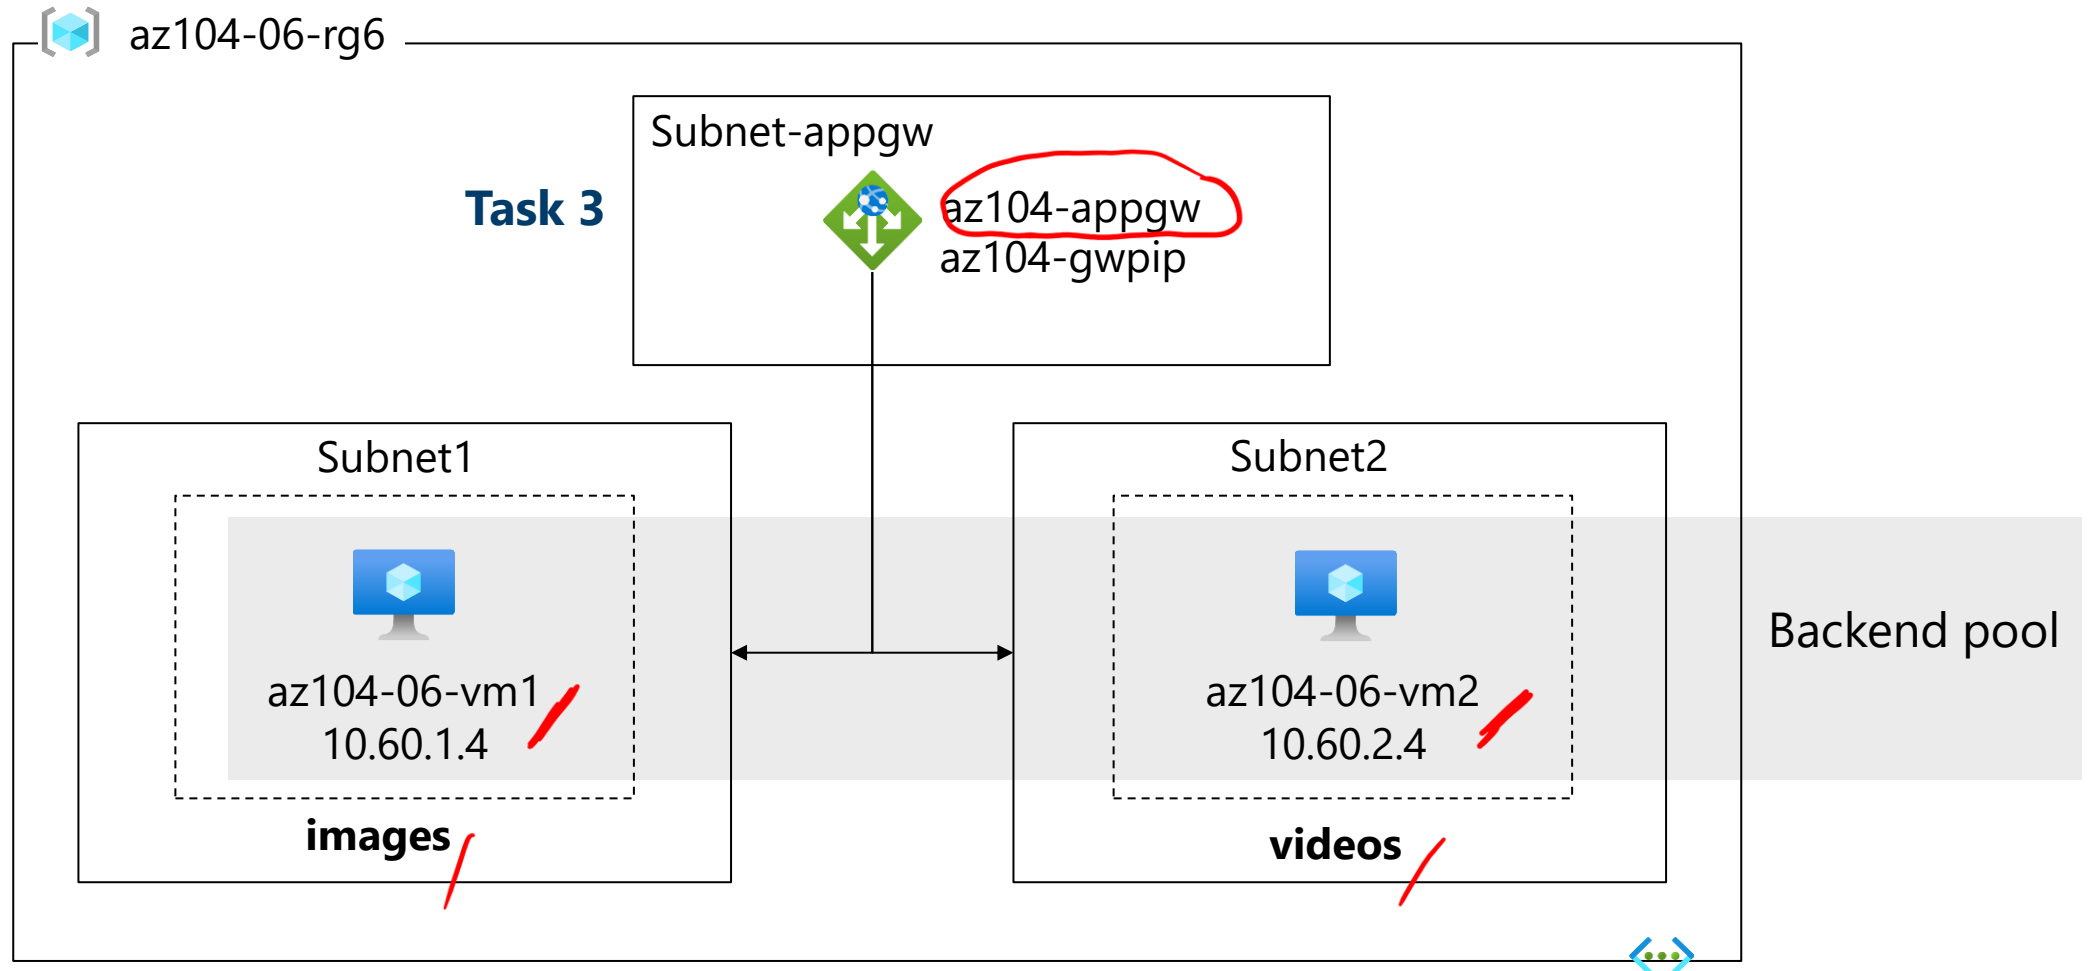 az104-06-rg6
Subnet-appgw
Task 3
az104-appgw
az104-gwpip
Subnet1
Subnet2
az104-06-vm1
10.60.1.4
az104-06-vm2
10.60.2.4
Backend pool
images
videos